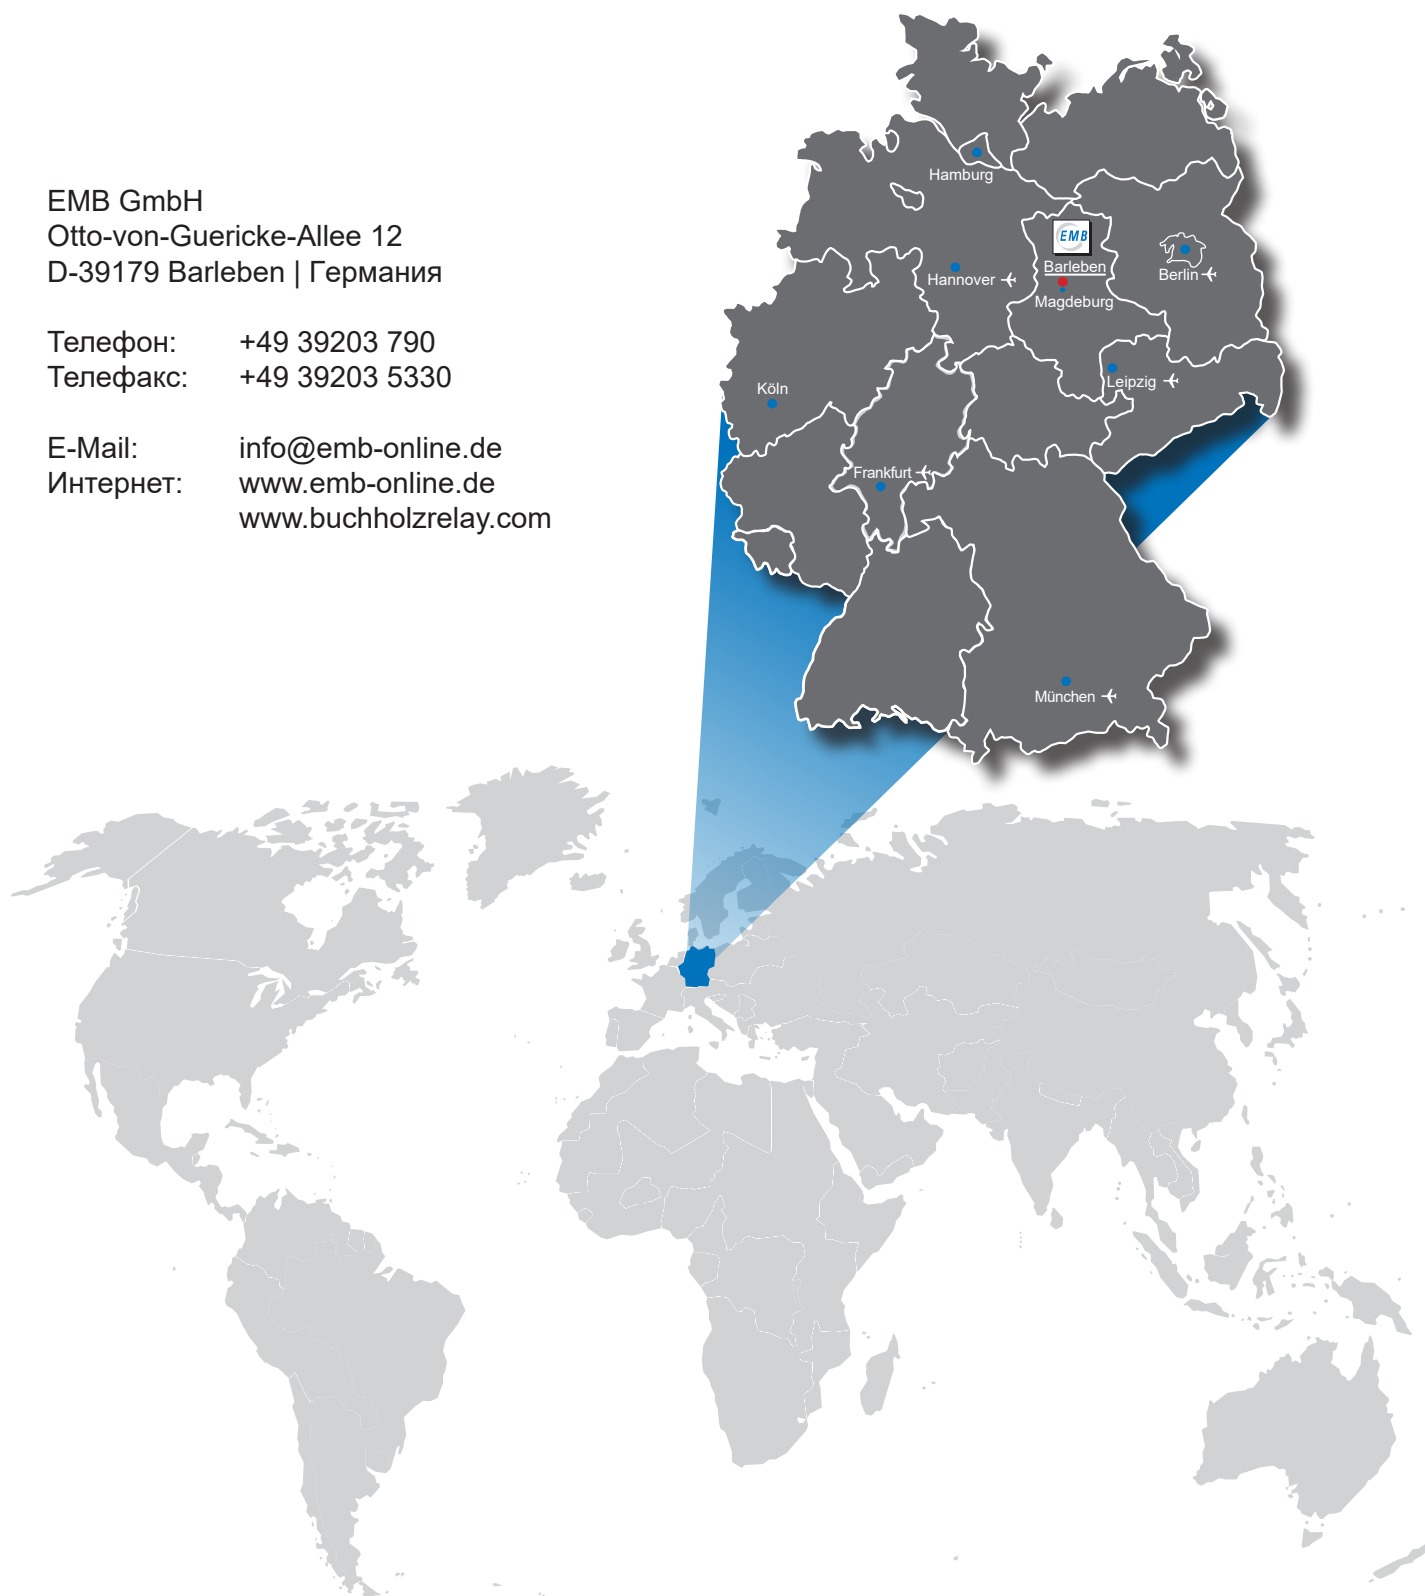 EMB GmbH
Otto-von-Guericke-Allee 12
D-39179 Barleben | Германия
Телефон: +49 39203 790
Телефакс: +49 39203 5330
E-Mail: info@emb-online.de
Интернет: www.emb-online.de
www.buchholzrelay.com
Hamburg
EMB
Barleben
Hannover
Berlin
Magdeburg
Leipzig
Köln
Frankfurt
München